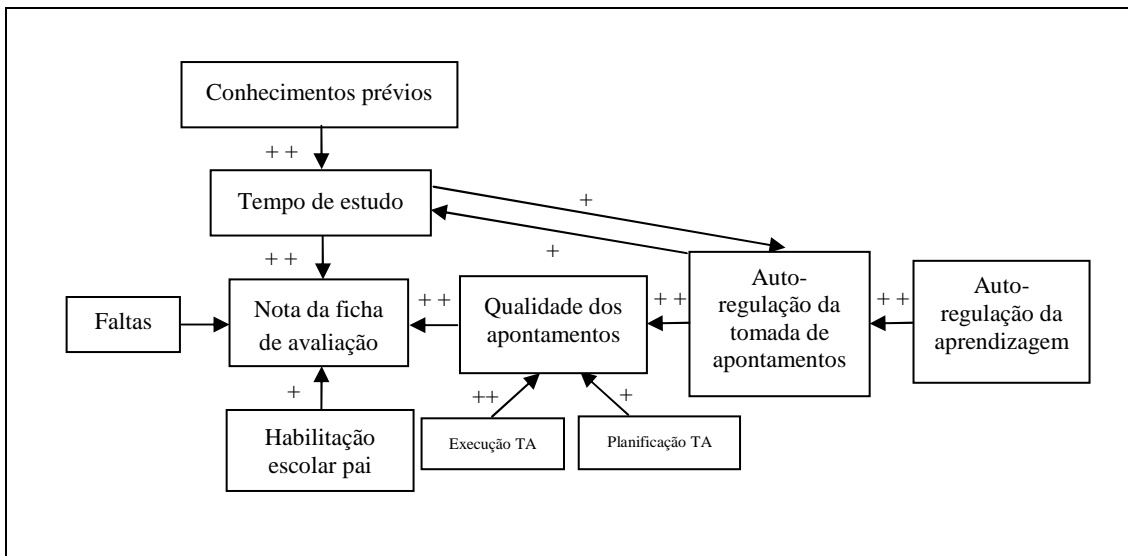 Conhecimentos prévios
+ +
Tempo de estudo
+
+
+ +
Faltas
Nota da ficha
de avaliação
+ +
Qualidade dos
apontamentos
+ +
Auto-
regulação da
tomada de
apontamentos
+ +
Auto-
regulação da
aprendizagem
+
++
+
Habilitação
escolar pai
Execução TA
Planificação TA